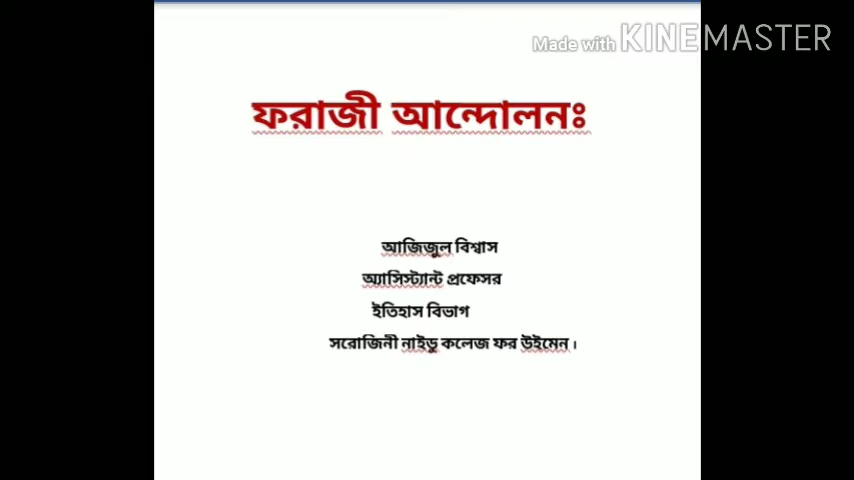 Made with KINEMASTER
ফরাজী আন্দোলনঃ
আজিজুল বিশ্বাস
অ্যাসিস্ট্যান্ট প্রফেসর
ইতিহাস বিভাগ
সরোজিনী নাইডু কলেজ ফর উইমেন ।